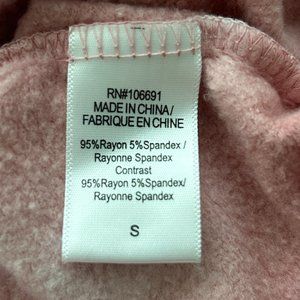 RN#106691
MADE IN CHINA/
FABRIQUE EN CHINE
95%Rayon 5%Spandex /
Rayonne Spandex
Contrast
95%Rayon 5%Spandex/
Rayonne Spandex
S